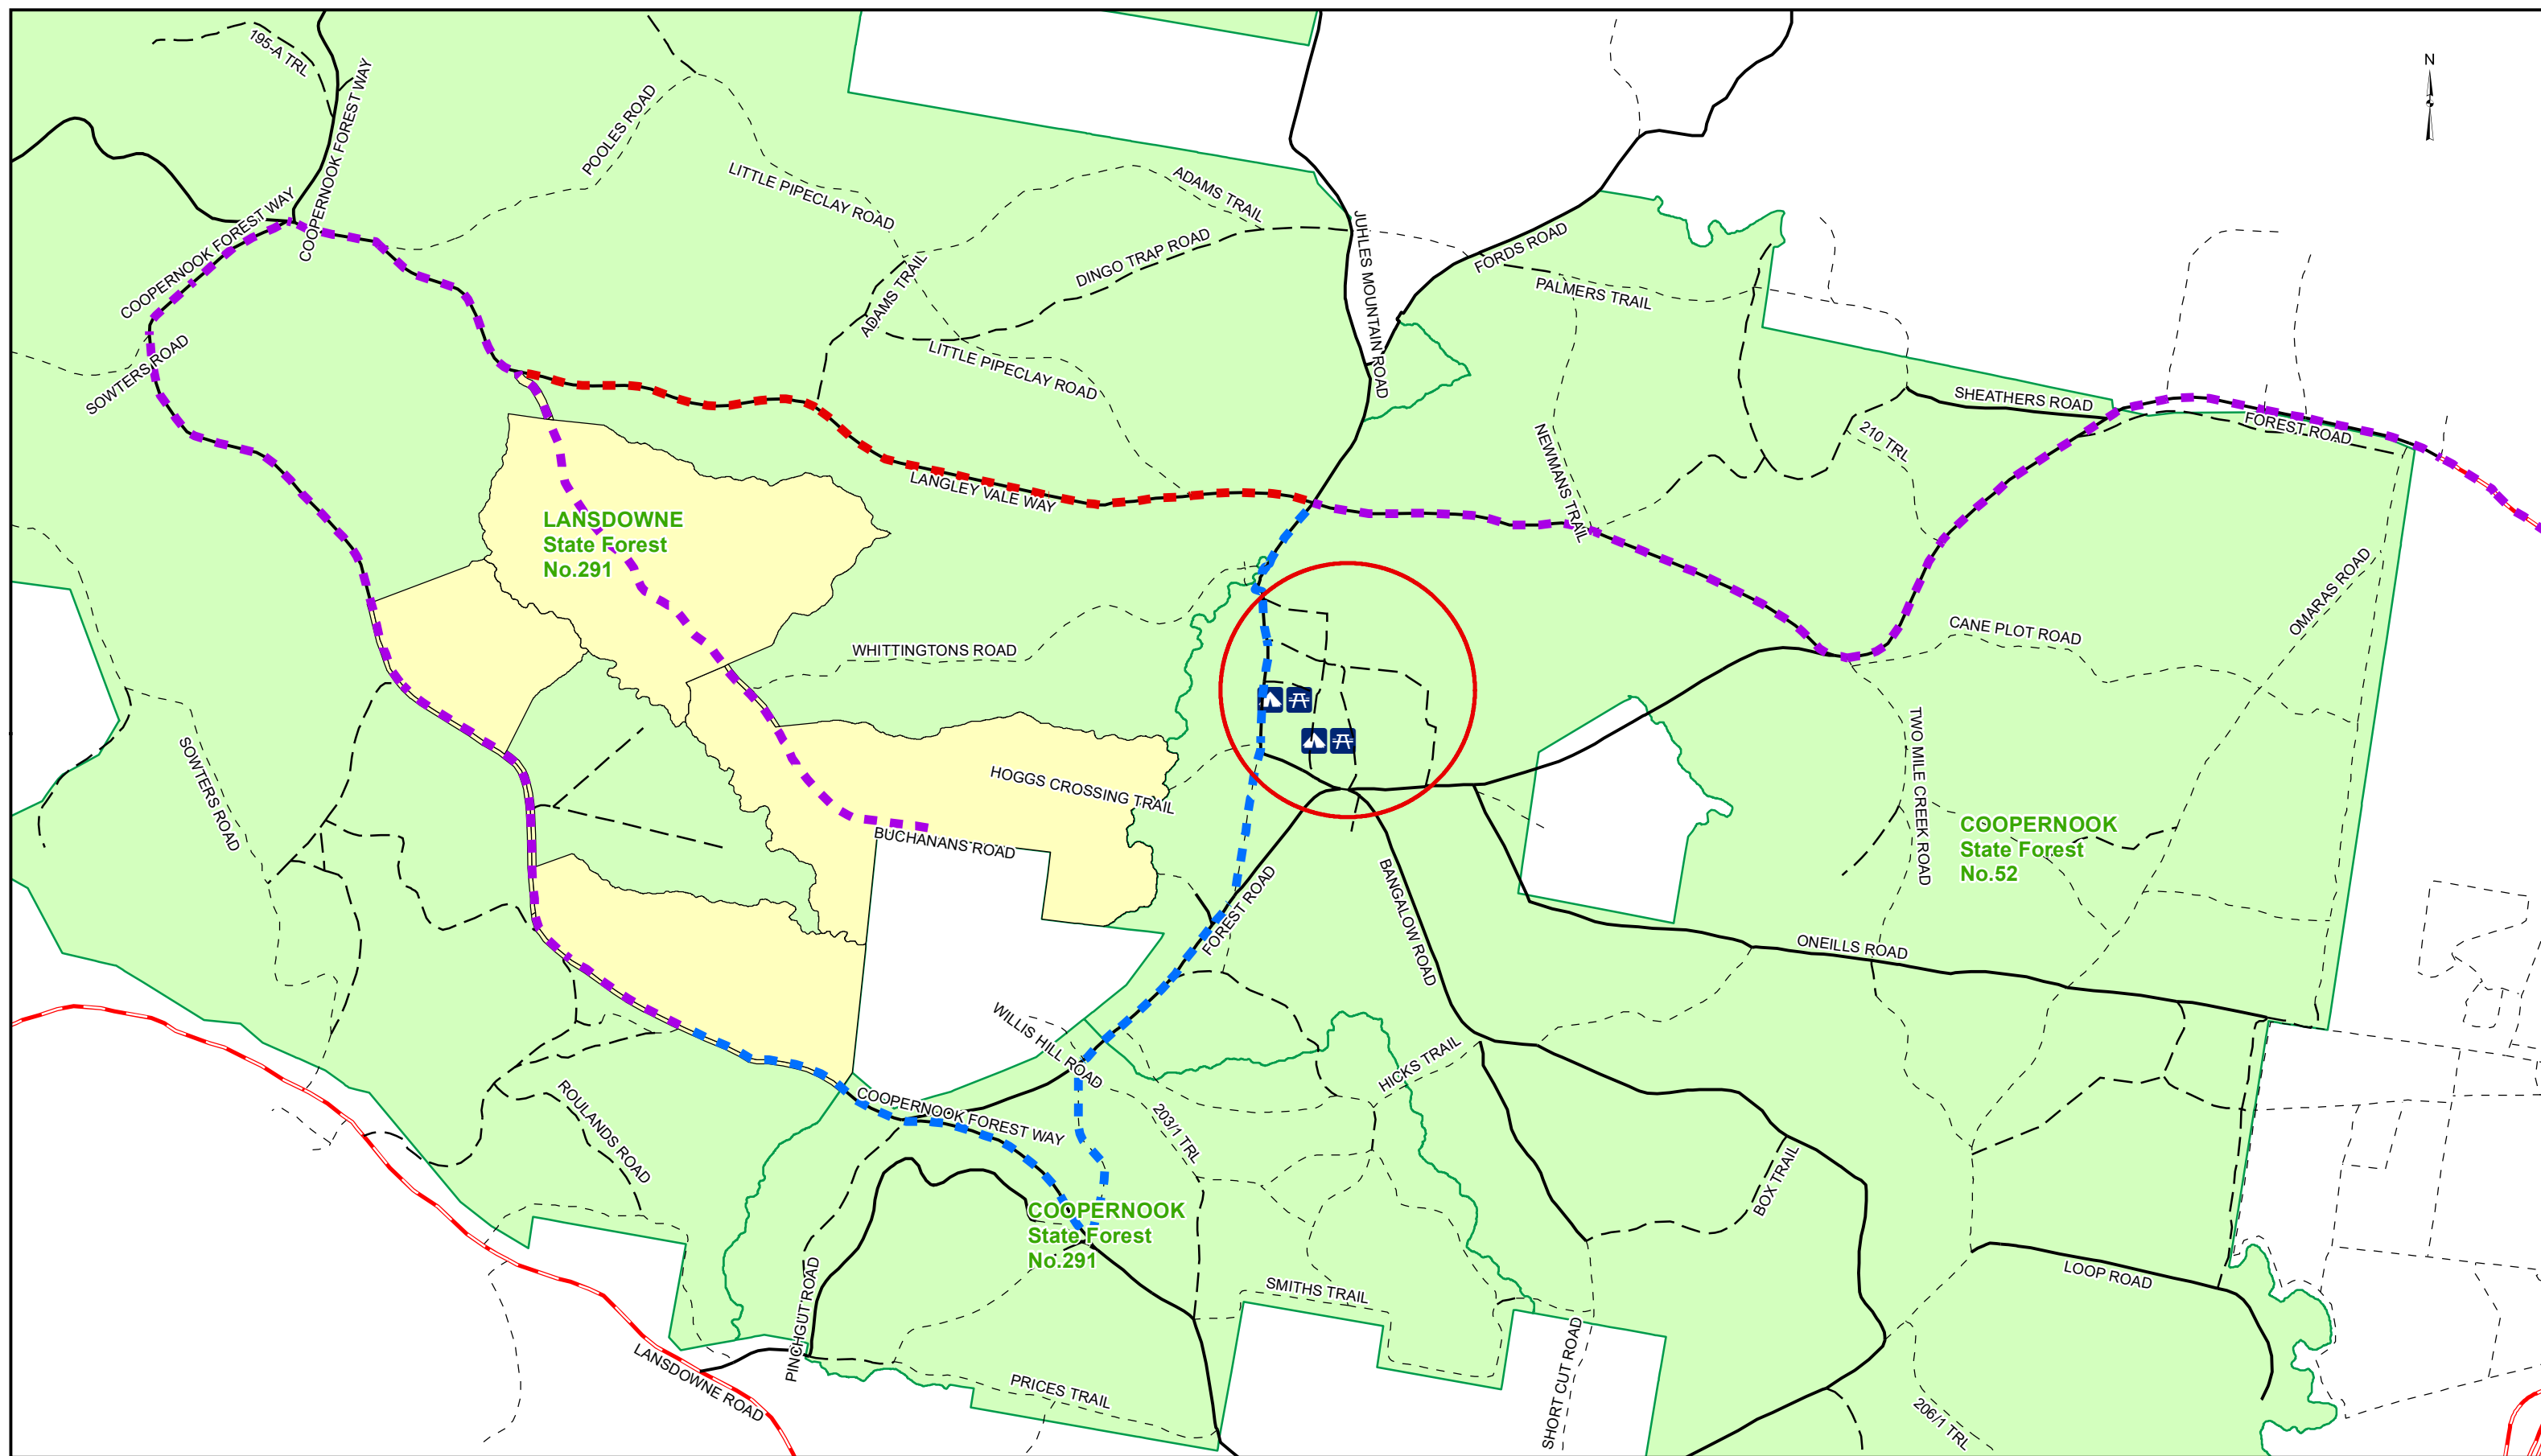 195-A TRL
COOPERNOOK FOREST WAY
POOLES ROAD
N
LITTLE PIPECLAY ROAD
ADAMS TRAIL
COOPERNOOK FOREST WAY
JUHLES MOUNTAIN ROAD
FORDS ROAD
DINGO TRAP ROAD
ADAMS TRAIL
PALMERS TRAIL
SOWTERS ROAD
LITTLE PIPECLAY ROAD
SHEATHERS ROAD
FOREST ROAD
210 TRL
NEWMANS TRAIL
LANGLEY VALE WAY
LANSDOWNE
State Forest
No.291
OMARAS ROAD
CANE PLOT ROAD
WHITTINGTONS ROAD
SOWTERS ROAD
TWO MILE CREEK ROAD
HOGGS CROSSING TRAIL
BUCHANANS ROAD
COOPERNOOK
State Forest
No.52
FOREST ROAD
BANGALOW ROAD
ONEILLS ROAD
WILLIS HILL ROAD
HICKS TRAIL
ROULANDS ROAD
COOPERNOOK FOREST WAY
203/1 TRL
BOX TRAIL
COOPERNOOK
State Forest
No.291
LOOP ROAD
PINCHGUT ROAD
SMITHS TRAIL
LANSDOWNE ROAD
PRICES TRAIL
SHORT CUT ROAD
206/1 TRL